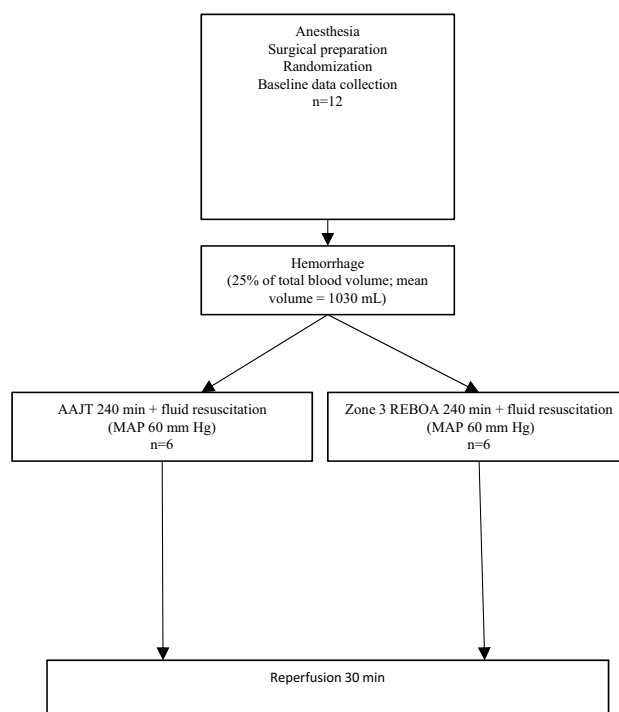 Anesthesia
Surgical preparation
Randomization
Baseline data collection
n=12
Hemorrhage
(25% of total blood volume; mean
volume = 1030 mL)
AAJT 240 min + fluid resuscitation
(MAP 60 mm Hg)
n=6
Zone 3 REBOA 240 min + fluid resuscitation
(MAP 60 mm Hg)
n=6
Reperfusion 30 min